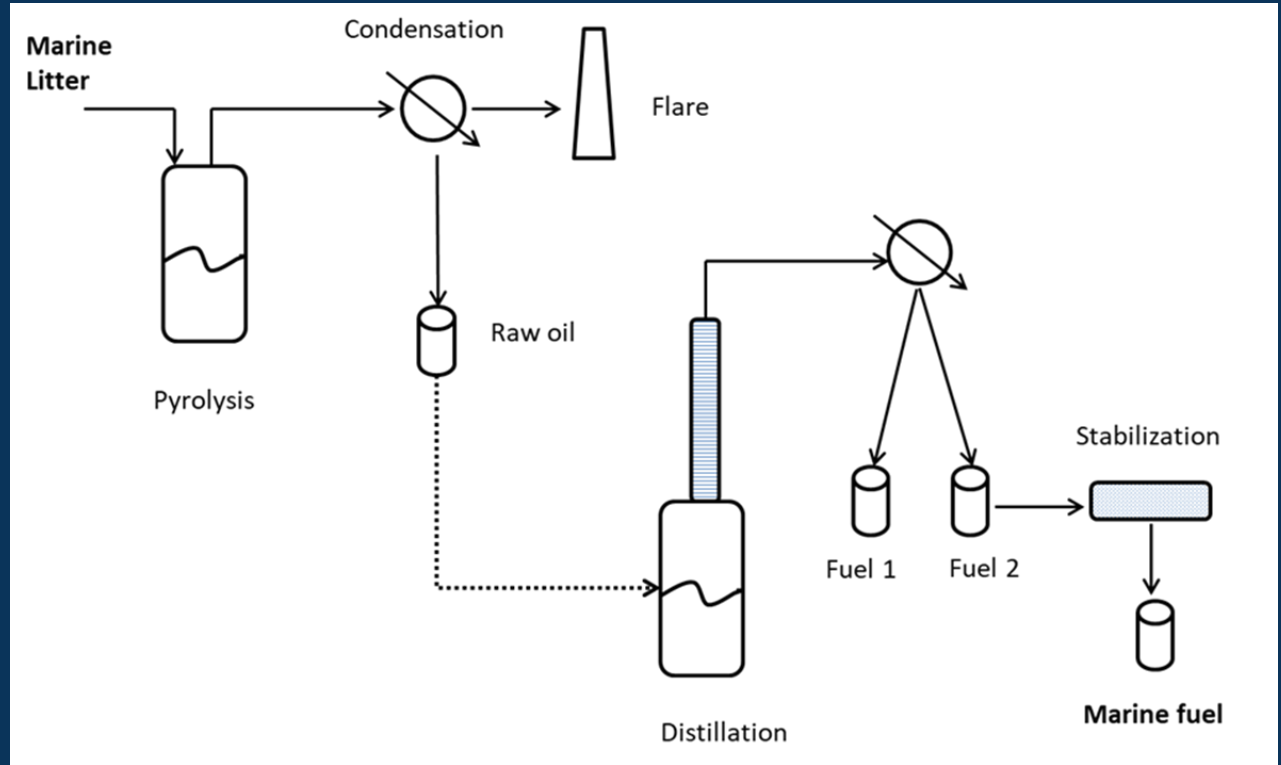 Marine
Litter
Condensation
Flare
Pyrolysis
Raw oil
Distillation
Fuel 1
Fuel 2
Stabilization
Marine fuel